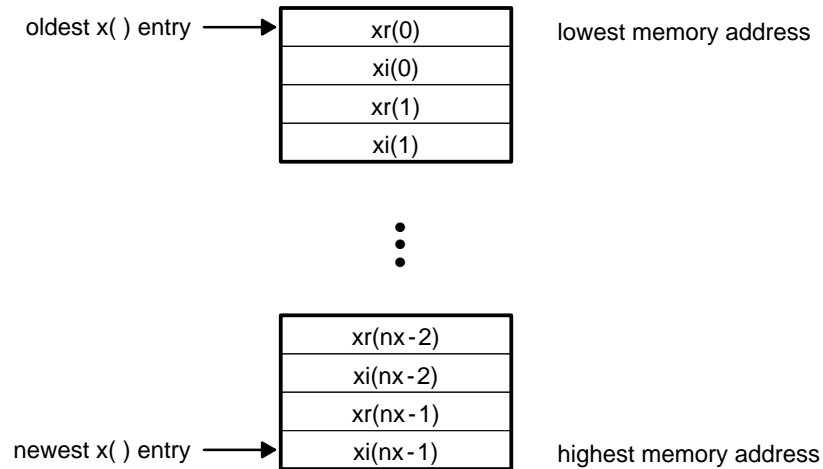 oldest x( ) entry xr(0) lowest memory address
xi(0)
xr(1)
xi(1)
xr(nx-2)
xi(nx-2)
xr(nx-1)
newest x( ) entry xi(nx-1) highest memory address